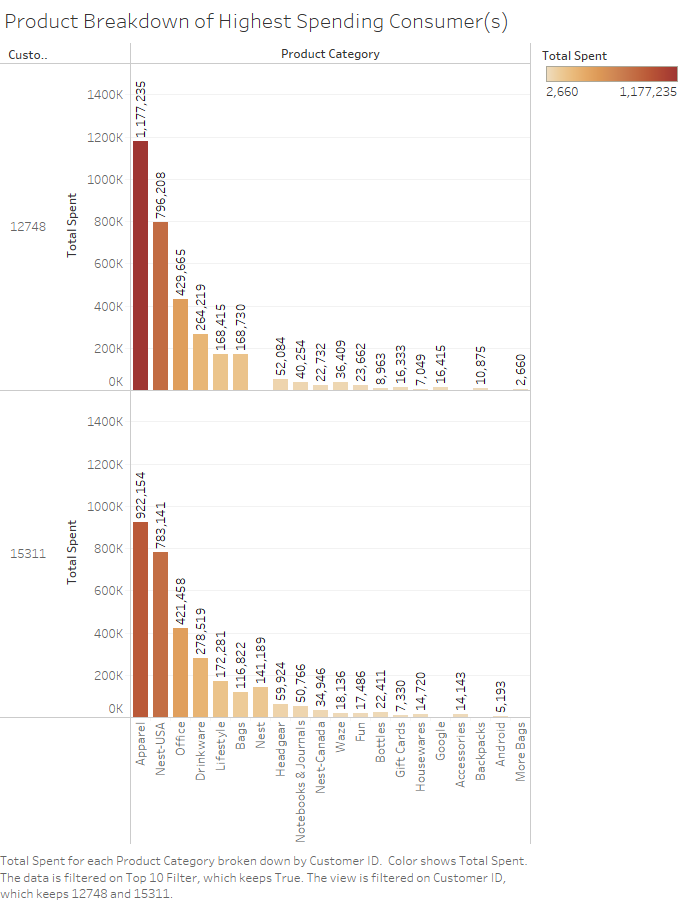 Product Breakdown of Highest Spending Consumer(s)
Custo..
Product Category
Total Spent
2,660 1,177,235
12748
Total Spent
1400K
1200K
1000K
800K
600K
400K
200K
0K
1,177,235
796,208
429,665
264,219
168,415
168,730
52,084
40,254
22,732
36,409
23,662
8,963
16,333
7,049
16,415
10,875
2,660
15311
Total Spent
1400K
1200K
1000K
800K
600K
400K
200K
0K
922,154
783,141
421,458
278,519
172,281
116,822
141,189
59,924
50,766
34,946
18,136
17,486
22,411
7,330
14,720
14,143
5,193
Apparel
Nest-USA
Office
Drinkware
Lifestyle
Bags
Nest
Headgear
Notebooks & Journals
Nest-Canada
Waze
Fun
Bottles
Gift Cards
Housewares
Google
Accessories
Backpacks
Android
More Bags
Total Spent for each Product Category broken down by Customer ID.  Color shows Total Spent.
The data is filtered on Top 10 Filter, which keeps True. The view is filtered on Customer ID,
which keeps 12748 and 15311.